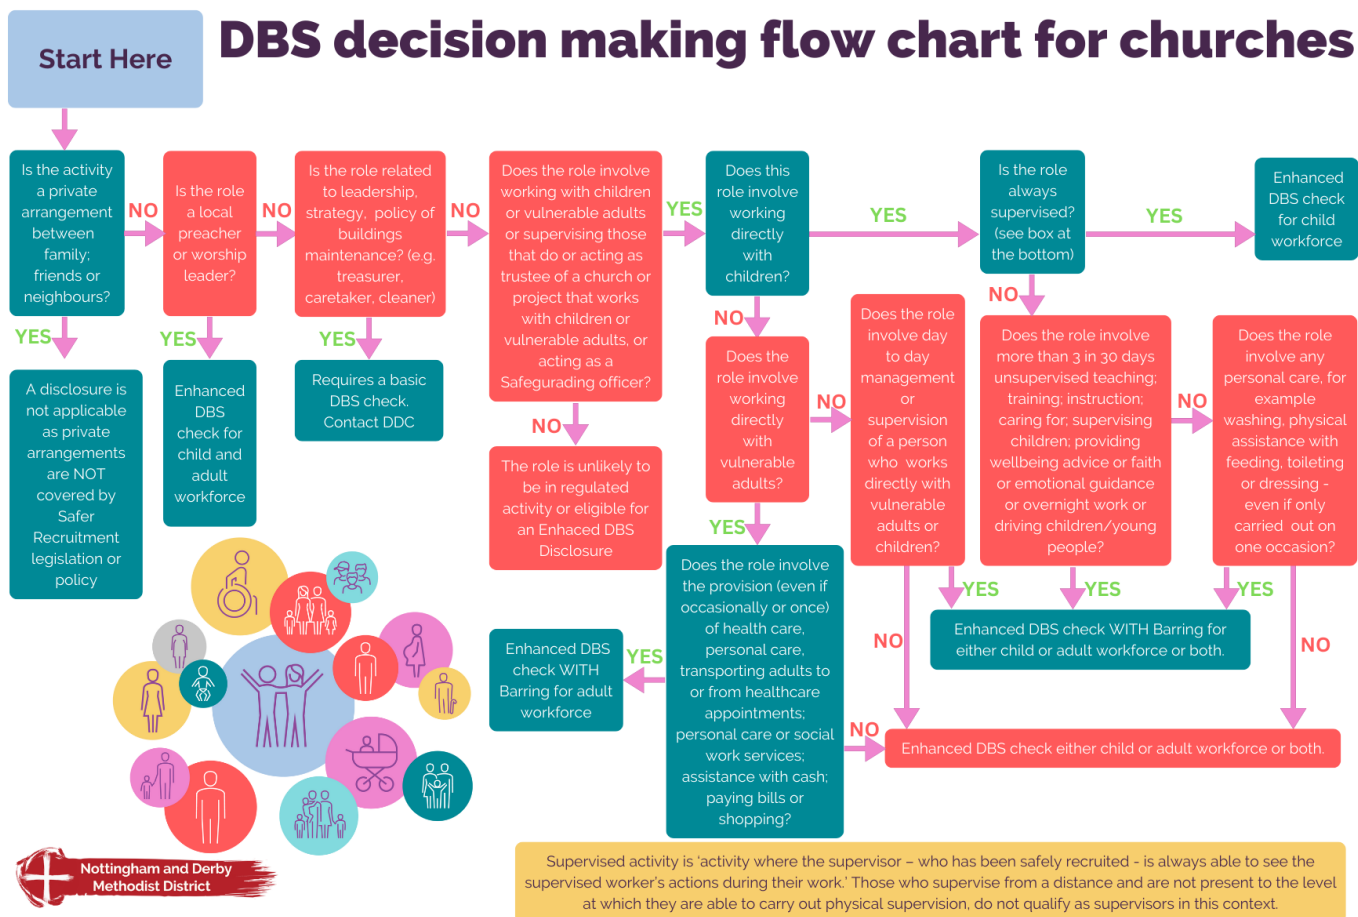 Start Here
DBS decision making flow chart for churches
Is the activity
a private
arrangement
between
family;
friends or
neighbours?
NO
Is the role
a local
preacher
or worship
leader?
NO
Is the role related
to leadership,
strategy, policy of
buildings
maintenance? (e.g.
treasurer,
caretaker, cleaner)
NO
Does the role involve
working with children
or vulnerable adults
or supervising those
that do or acting as
trustee of a church or
project that works
with children or
vulnerable adults, or
acting as a
Safegurading officer?
YES
Does this
role involve
working
directly
with
children?
YES
Is the role
always
supervised?
(see box at
the bottom)
YES
Enhanced
DBS check
for child
workforce
YES
A disclosure is
not applicable
as private
arrangements
are NOT
covered by
Safer
Recruitment
legislation or
policy
YES
Enhanced
DBS
check for
child and
adult
workforce
YES
Requires a basic
DBS check.
Contact DDC
NO
The role is unlikely to
be in regulated
activity or eligible for
an Enhaced DBS
Disclosure
NO
Does the
role involve
working
directly
with
vulnerable
adults?
NO
Does the role
involve day
to day
management
or
supervision
of a person
who works
directly with
vulnerable
adults or
children?
NO
Does the role involve
more than 3 in 30 days
unsupervised teaching;
training; instruction;
caring for; supervising
children; providing
wellbeing advice or faith
or emotional guidance
or overnight work or
driving children/young
people?
NO
Does the role
involve any
personal care, for
example
washing, physical
assistance with
feeding, toileting
or dressing -
even if only
carried out on
one occasion?
YES
Does the role involve
the provision (even if
occasionally or once)
of health care,
personal care,
transporting adults to
or from healthcare
appointments;
personal care or social
work services;
assistance with cash;
paying bills or
shopping?
YES
Enhanced DBS
check WITH
Barring for adult
workforce
YES
YES
YES
Enhanced DBS check WITH Barring for
either child or adult workforce or both.
NO
NO
NO
Enhanced DBS check either child or adult workforce or both.
Nottingham and Derby
Methodist District
Supervised activity is ‘activity where the supervisor – who has been safely recruited - is always able to see the
supervised worker’s actions during their work.’ Those who supervise from a distance and are not present to the level
at which they are able to carry out physical supervision, do not qualify as supervisors in this context.